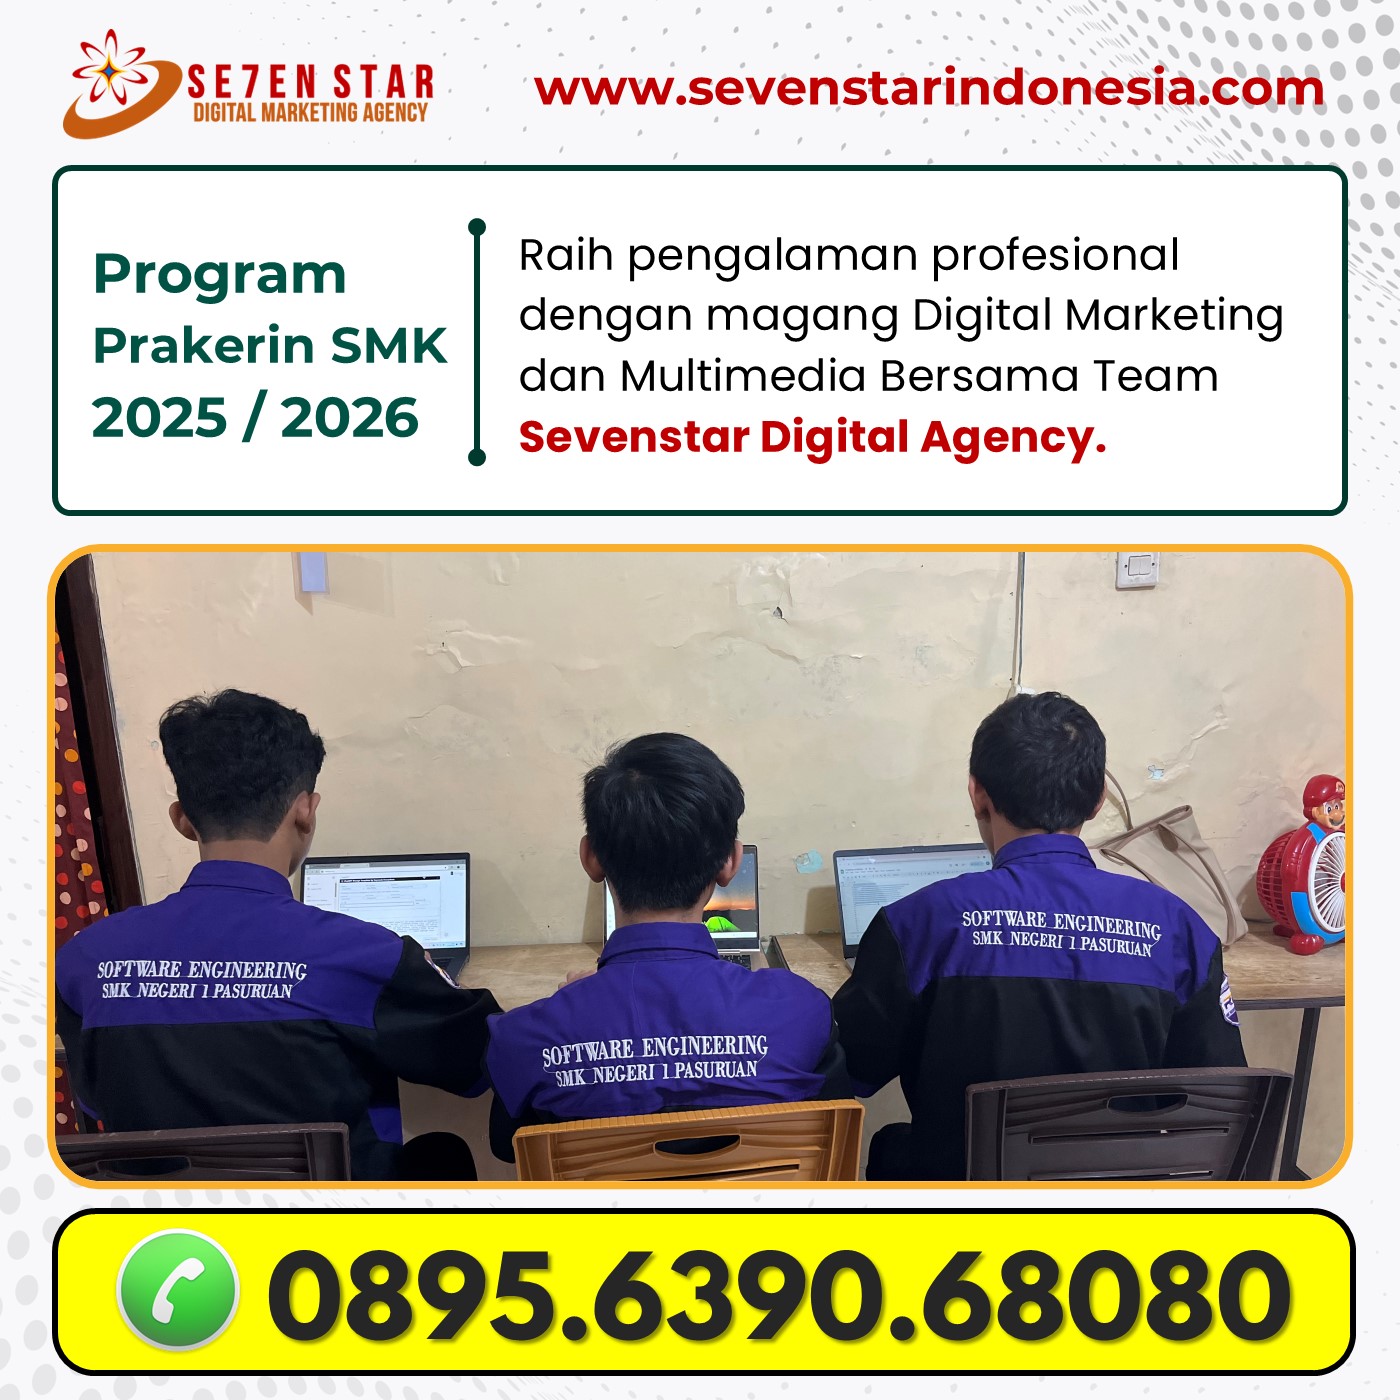 SE7EN STAR
DIGITAL MARKETING AGENCY
www.sevenstarindonesia.com
Program
Prakerin SMK
2025 / 2026
Raih pengalaman profesional
dengan magang Digital Marketing
dan Multimedia Bersama Team
Sevenstar Digital Agency.
SOFTWARE ENGINEERING
SMK NEGERI 1 PASURUAN
SOFTWARE ENGINEERING
SMK NEGERI 1 PASURUAN
SOFTWARE ENGINEERING
SMK NEGERI 1 PASURUAN
0895.6390.68080